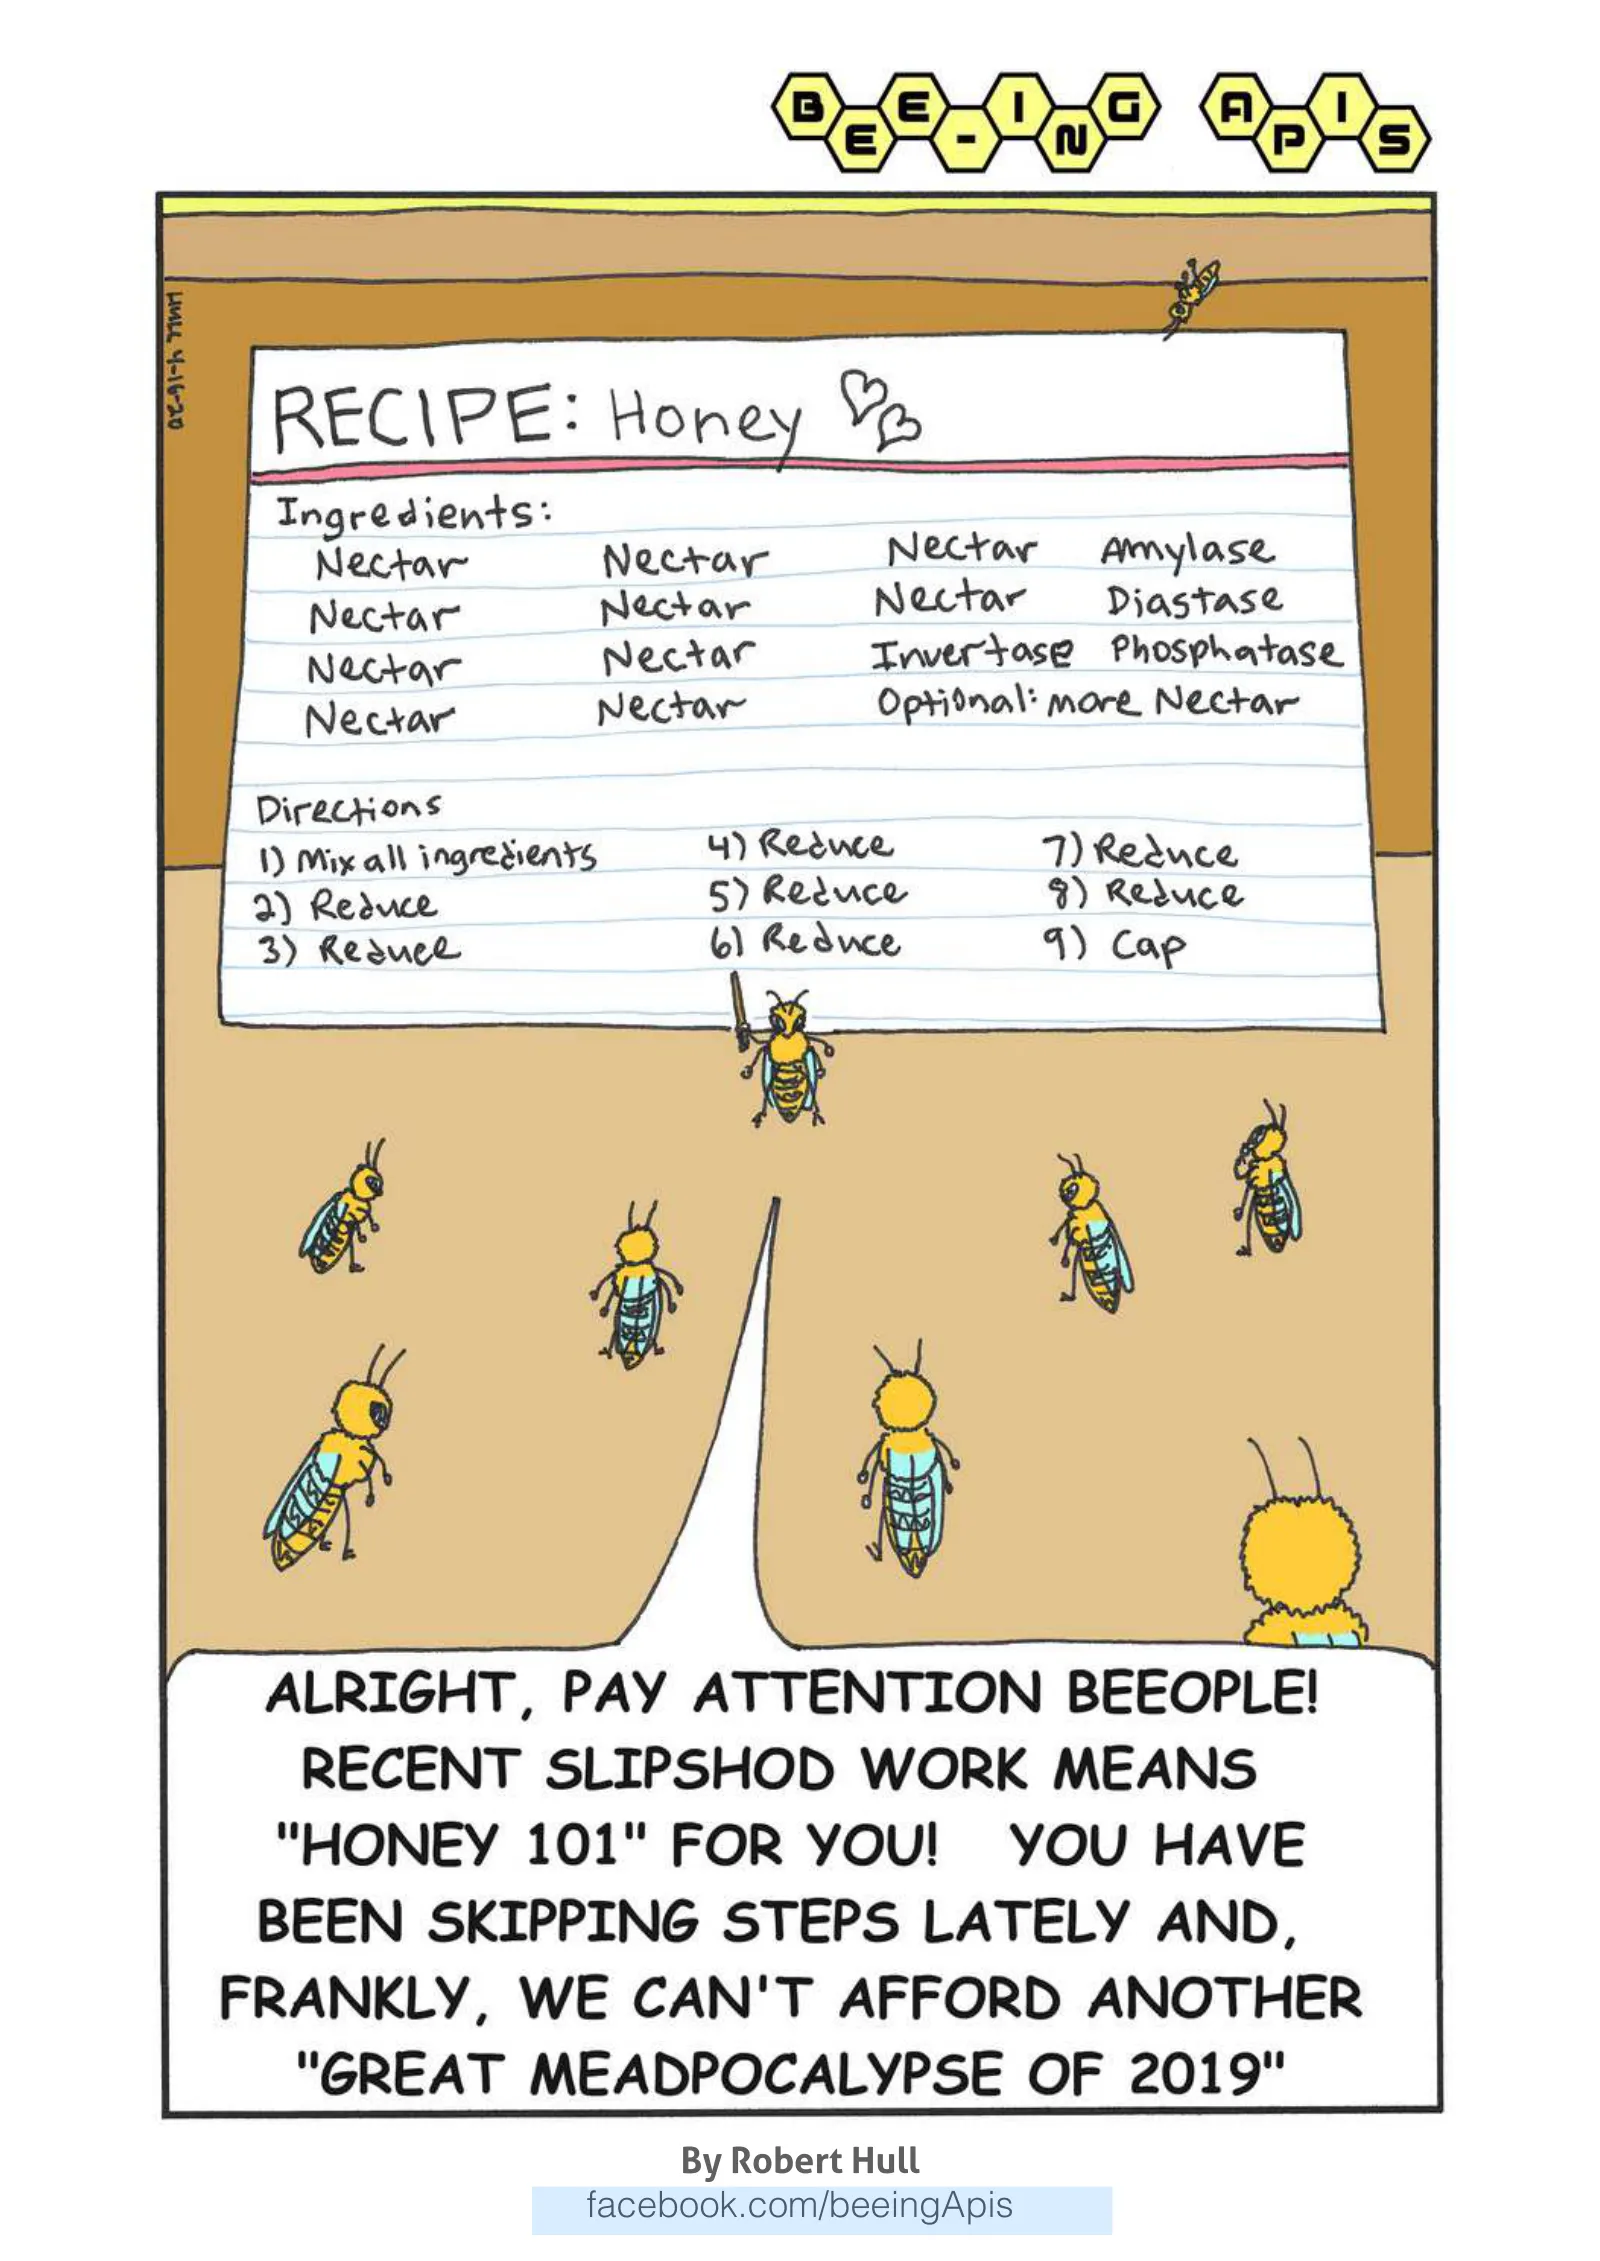 BEE-ING APIS
HULL 4-16-20
RECIPE: Honey
Ingredients:
Nectar Nectar Nectar Amylase
Nectar Nectar Nectar Diastase
Nectar Nectar Invertase Phosphatase
Nectar Nectar Optional: more Nectar
Directions
1) Mix all ingredients 4) Reduce 7) Reduce
2) Reduce 5) Reduce 8) Reduce
3) Reduce 6) Reduce 9) Cap
ALRIGHT, PAY ATTENTION BEEOPLE!
RECENT SLIPSHOD WORK MEANS
"HONEY 101" FOR YOU! YOU HAVE
BEEN SKIPPING STEPS LATELY AND,
FRANKLY, WE CAN'T AFFORD ANOTHER
"GREAT MEADPOCALYPSE OF 2019"
By Robert Hull
facebook.com/beeingApis